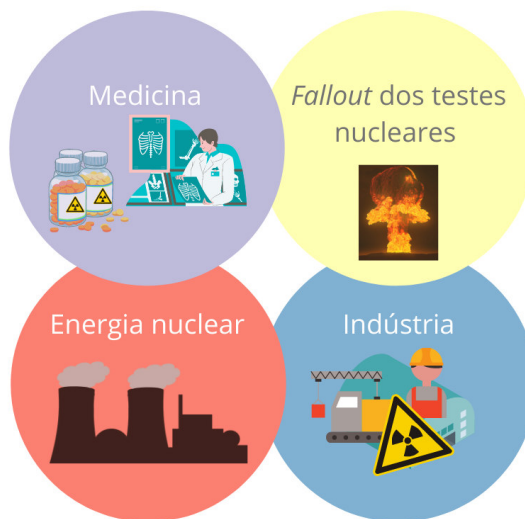 Medicina
Fallout dos testes
nucleares
Energia nuclear
Indústria